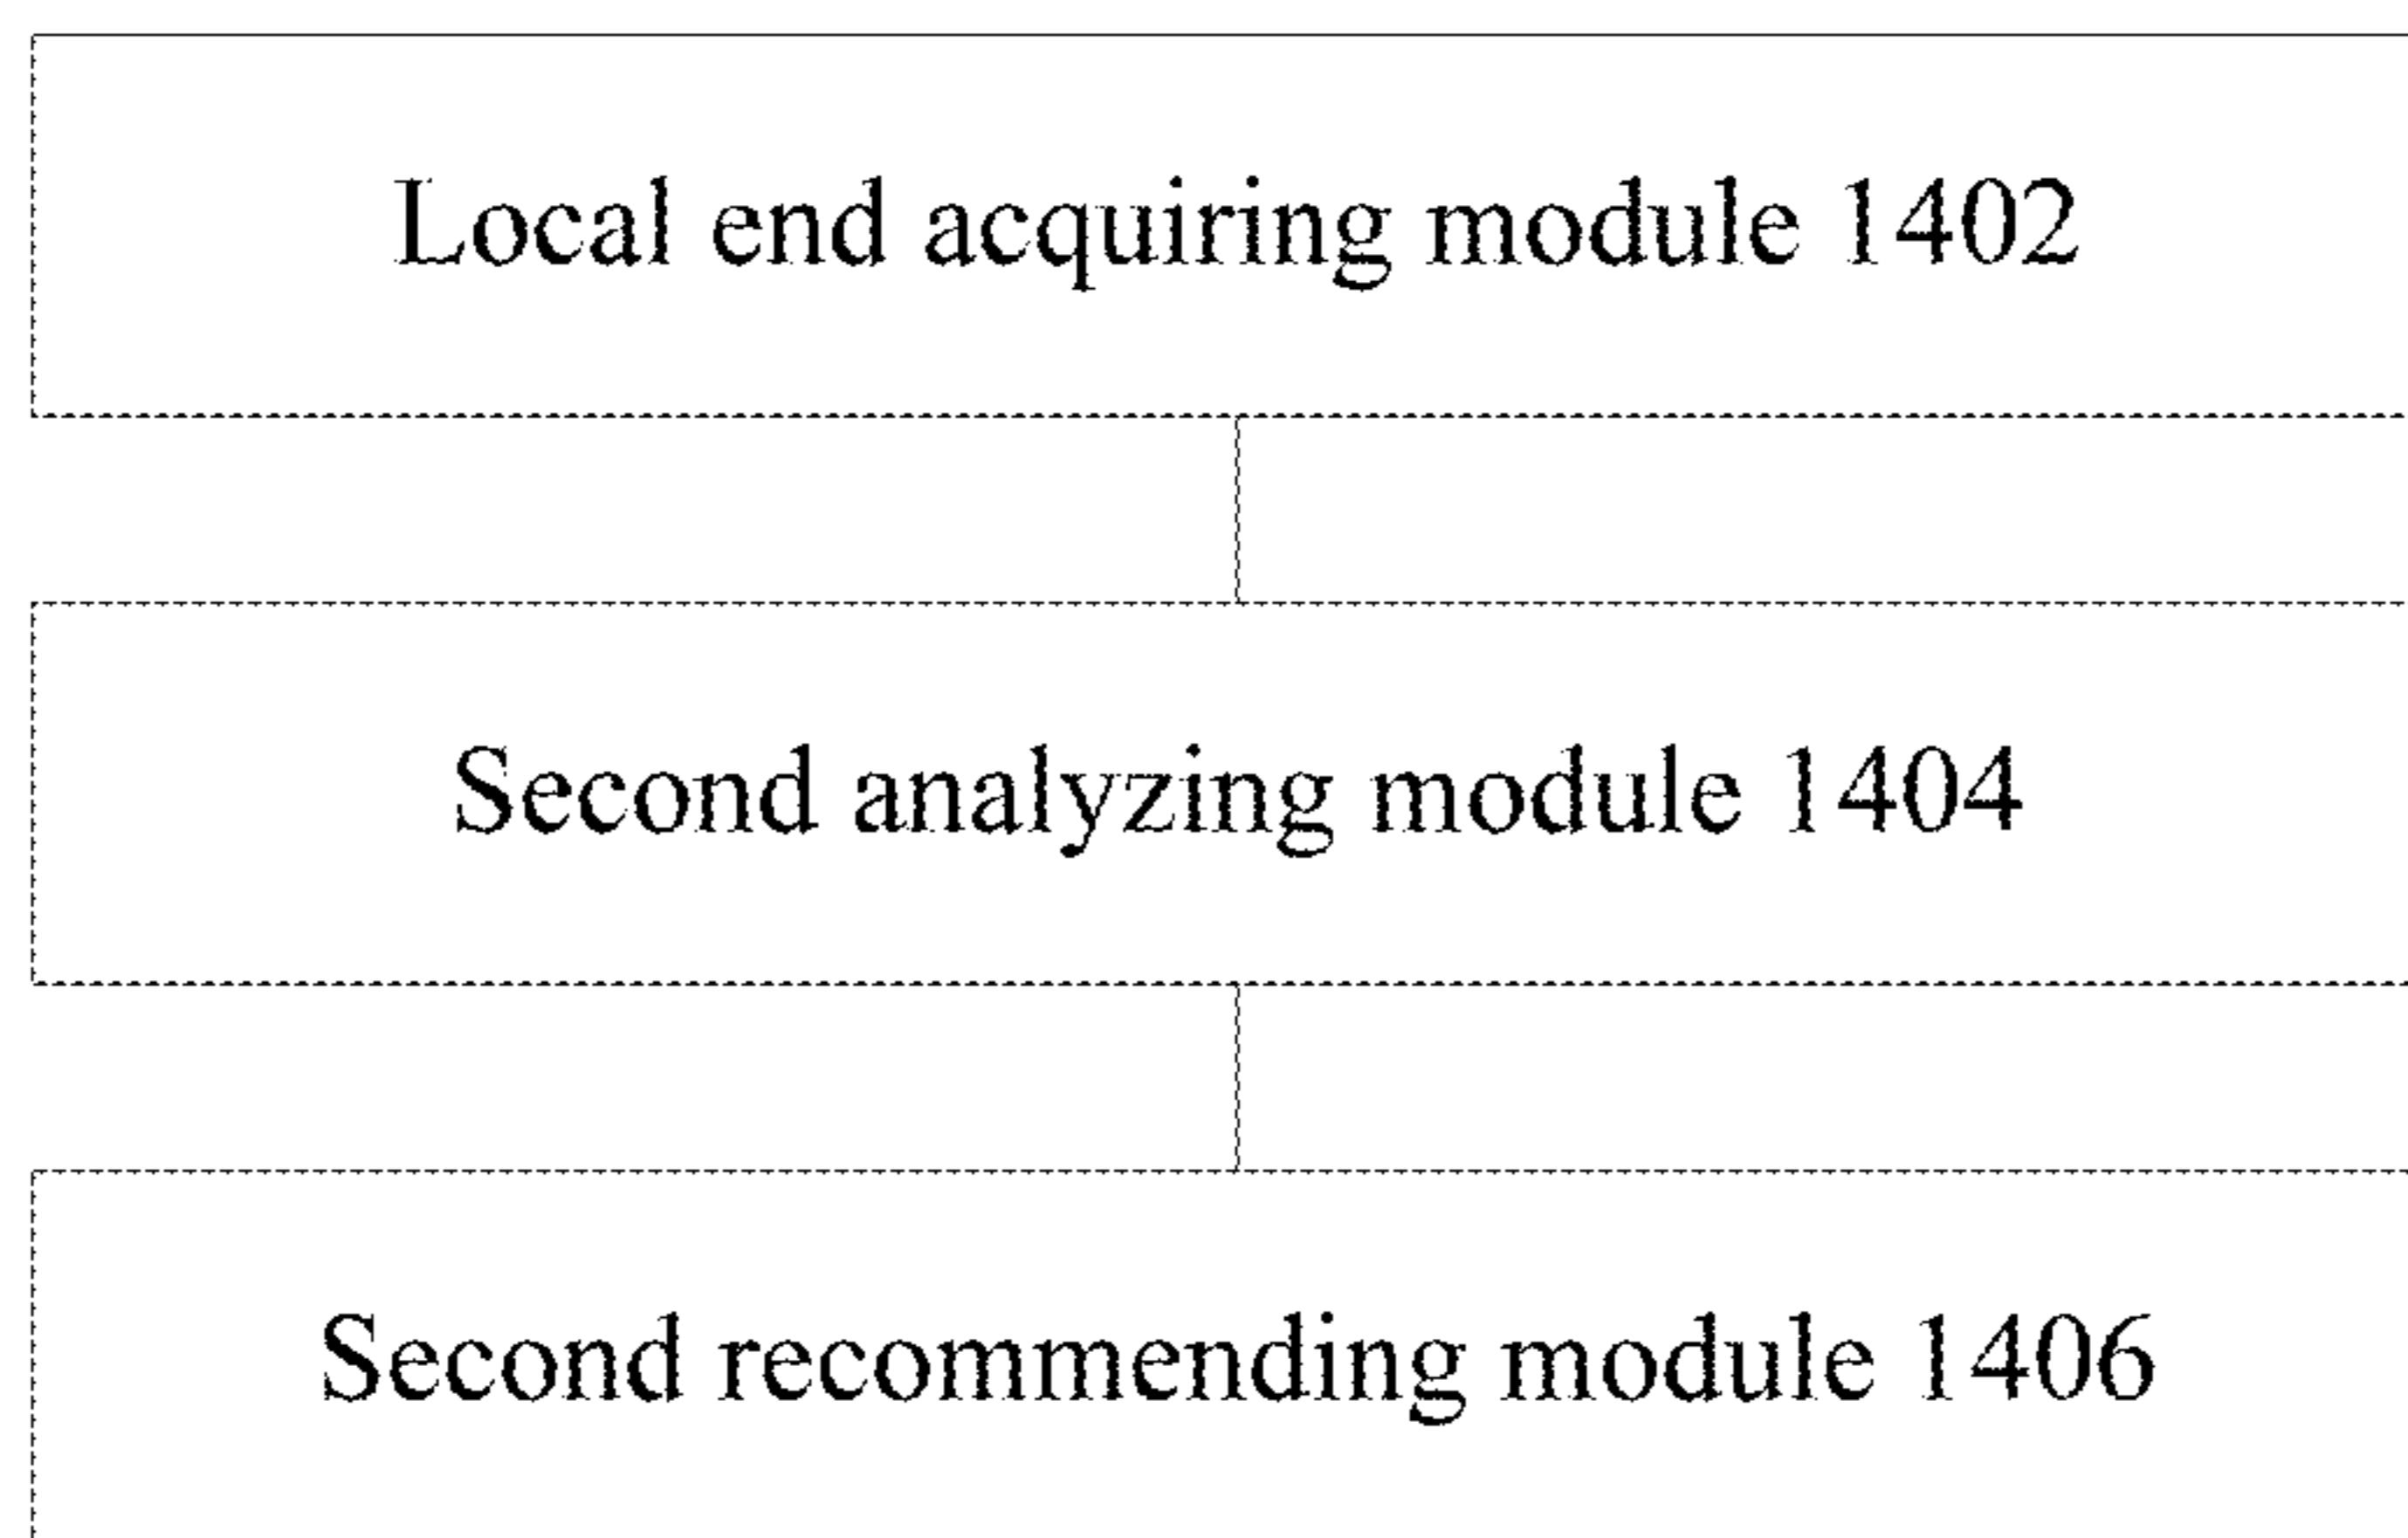 Local end acquiring module 1402
Second analyzing module 1404
Second recommending module 1406